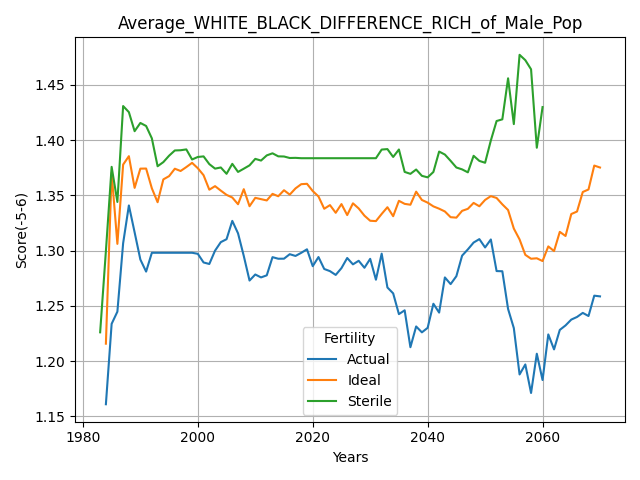 Average_WHITE_BLACK_DIFFERENCE_RICH_of_Male_Pop
Score(-5-6)
1.45
1.40
1.35
1.30
1.25
1.20
1.15
Fertility
Actual
Ideal
Sterile
1980
2000
2020
2040
2060
Years